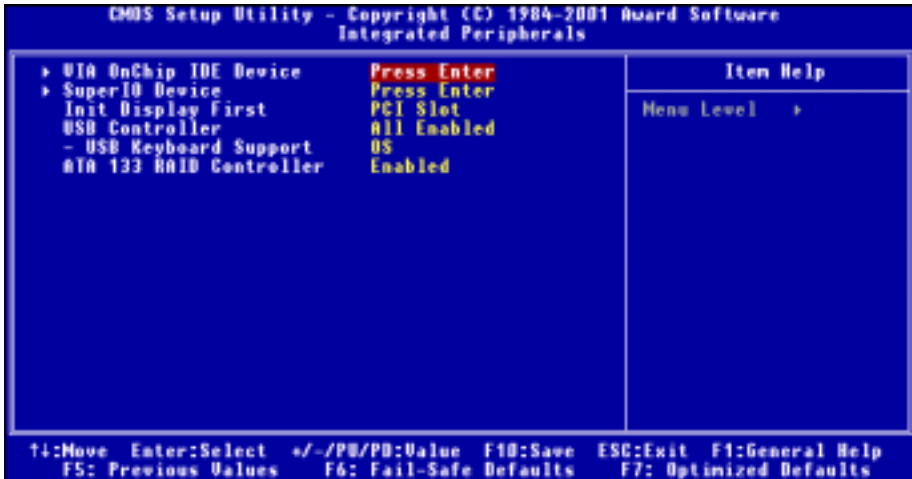 CMOS Setup Utility - Copyright (C) 1984-2001 Award Software
Integrated Peripherals
▸ VIA OnChip IDE Device Press Enter
▸ SuperIO Device Press Enter
Init Display First PCI Slot
USB Controller All Enabled
- USB Keyboard Support OS
ATA 133 RAID Controller Enabled
Item Help
Menu Level ▸
↑↓:Move Enter:Select +/-/PU/PD:Value F10:Save ESC:Exit F1:General Help
F5: Previous Values F6: Fail-Safe Defaults F7: Optimized Defaults